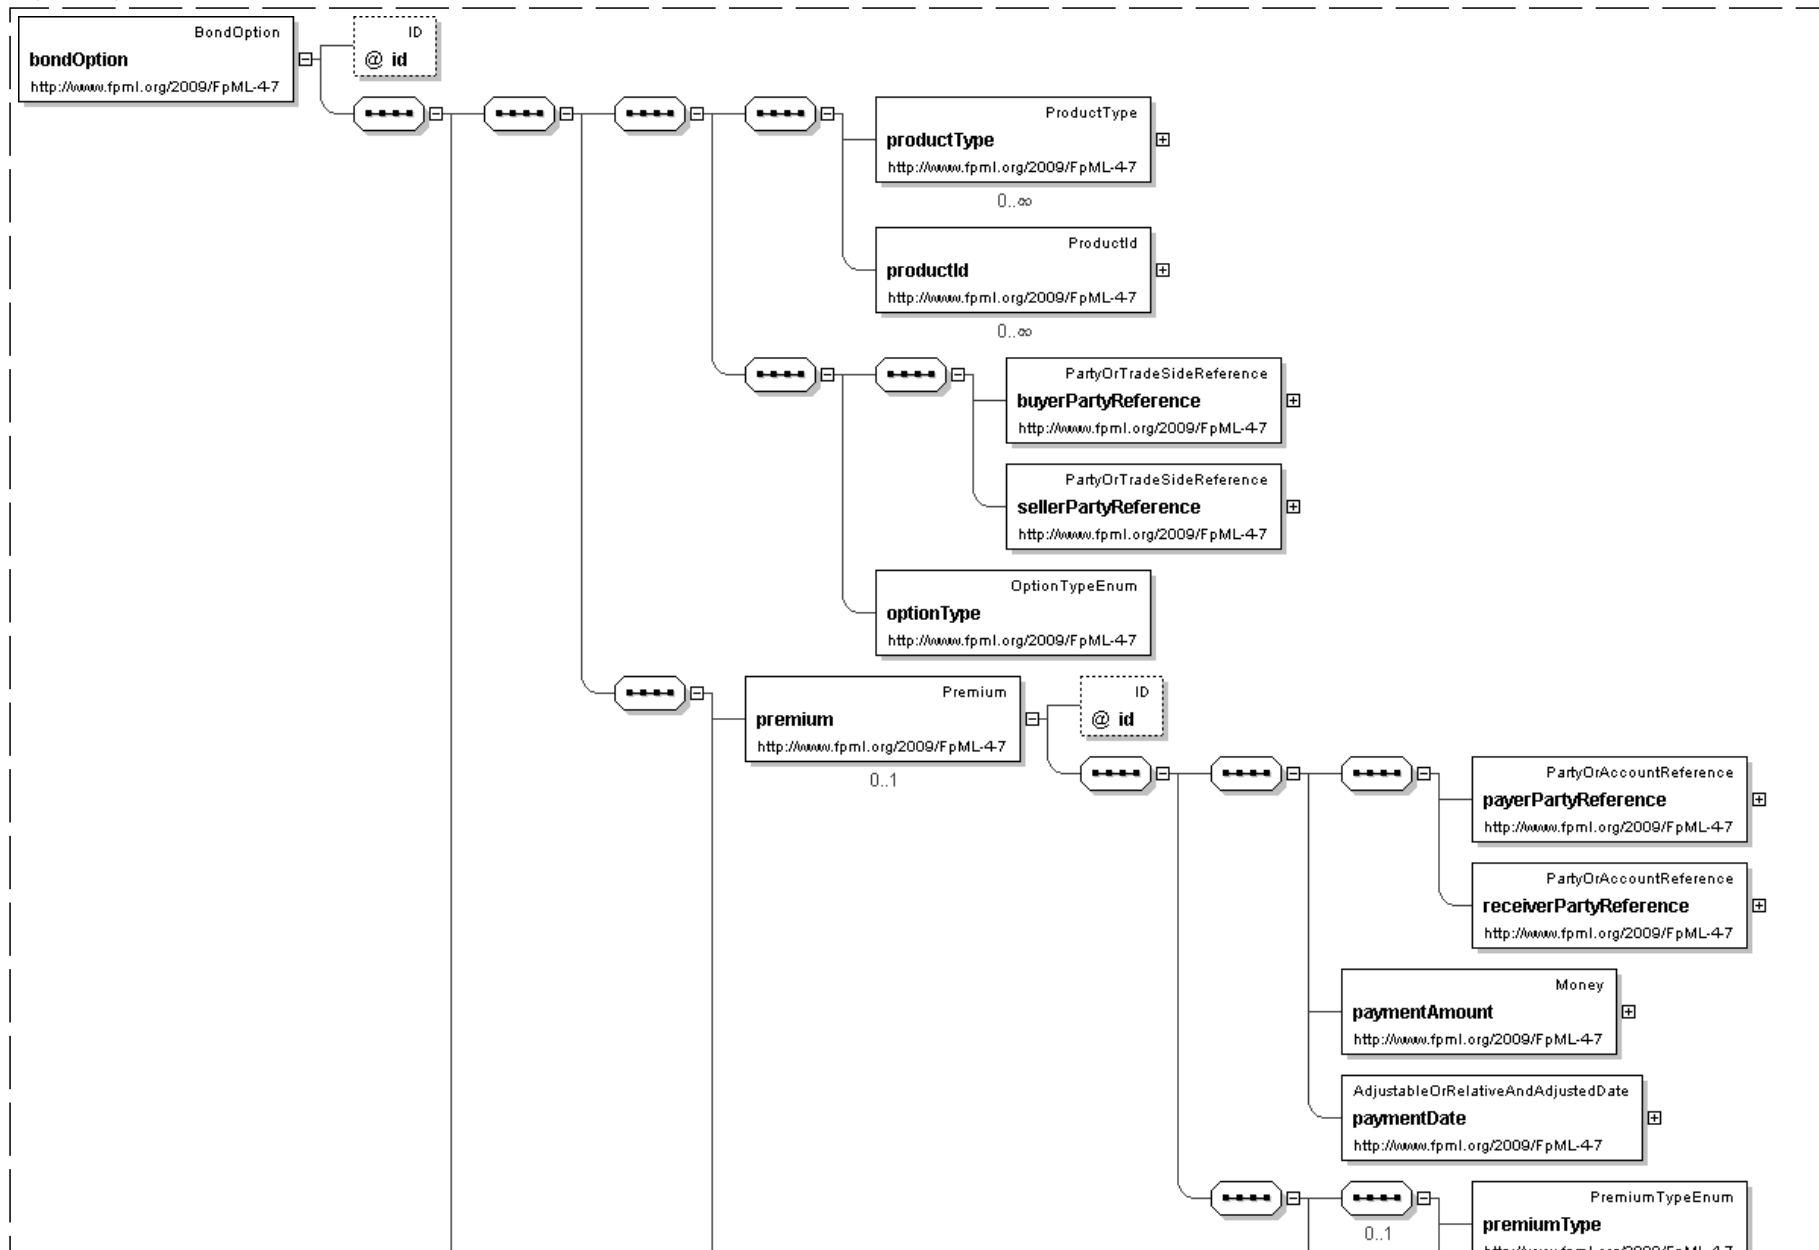 BondOption
bondOption
http://www.fpml.org/2009/FpML-4-7
ID
@ id
ProductType
productType
http://www.fpml.org/2009/FpML-4-7
0..∞
ProductId
productId
http://www.fpml.org/2009/FpML-4-7
0..∞
PartyOrTradeSideReference
buyerPartyReference
http://www.fpml.org/2009/FpML-4-7
PartyOrTradeSideReference
sellerPartyReference
http://www.fpml.org/2009/FpML-4-7
OptionTypeEnum
optionType
http://www.fpml.org/2009/FpML-4-7
Premium
premium
http://www.fpml.org/2009/FpML-4-7
0..1
ID
@ id
PartyOrAccountReference
payerPartyReference
http://www.fpml.org/2009/FpML-4-7
PartyOrAccountReference
receiverPartyReference
http://www.fpml.org/2009/FpML-4-7
Money
paymentAmount
http://www.fpml.org/2009/FpML-4-7
AdjustableOrRelativeAndAdjustedDate
paymentDate
http://www.fpml.org/2009/FpML-4-7
PremiumTypeEnum
premiumType
0..1